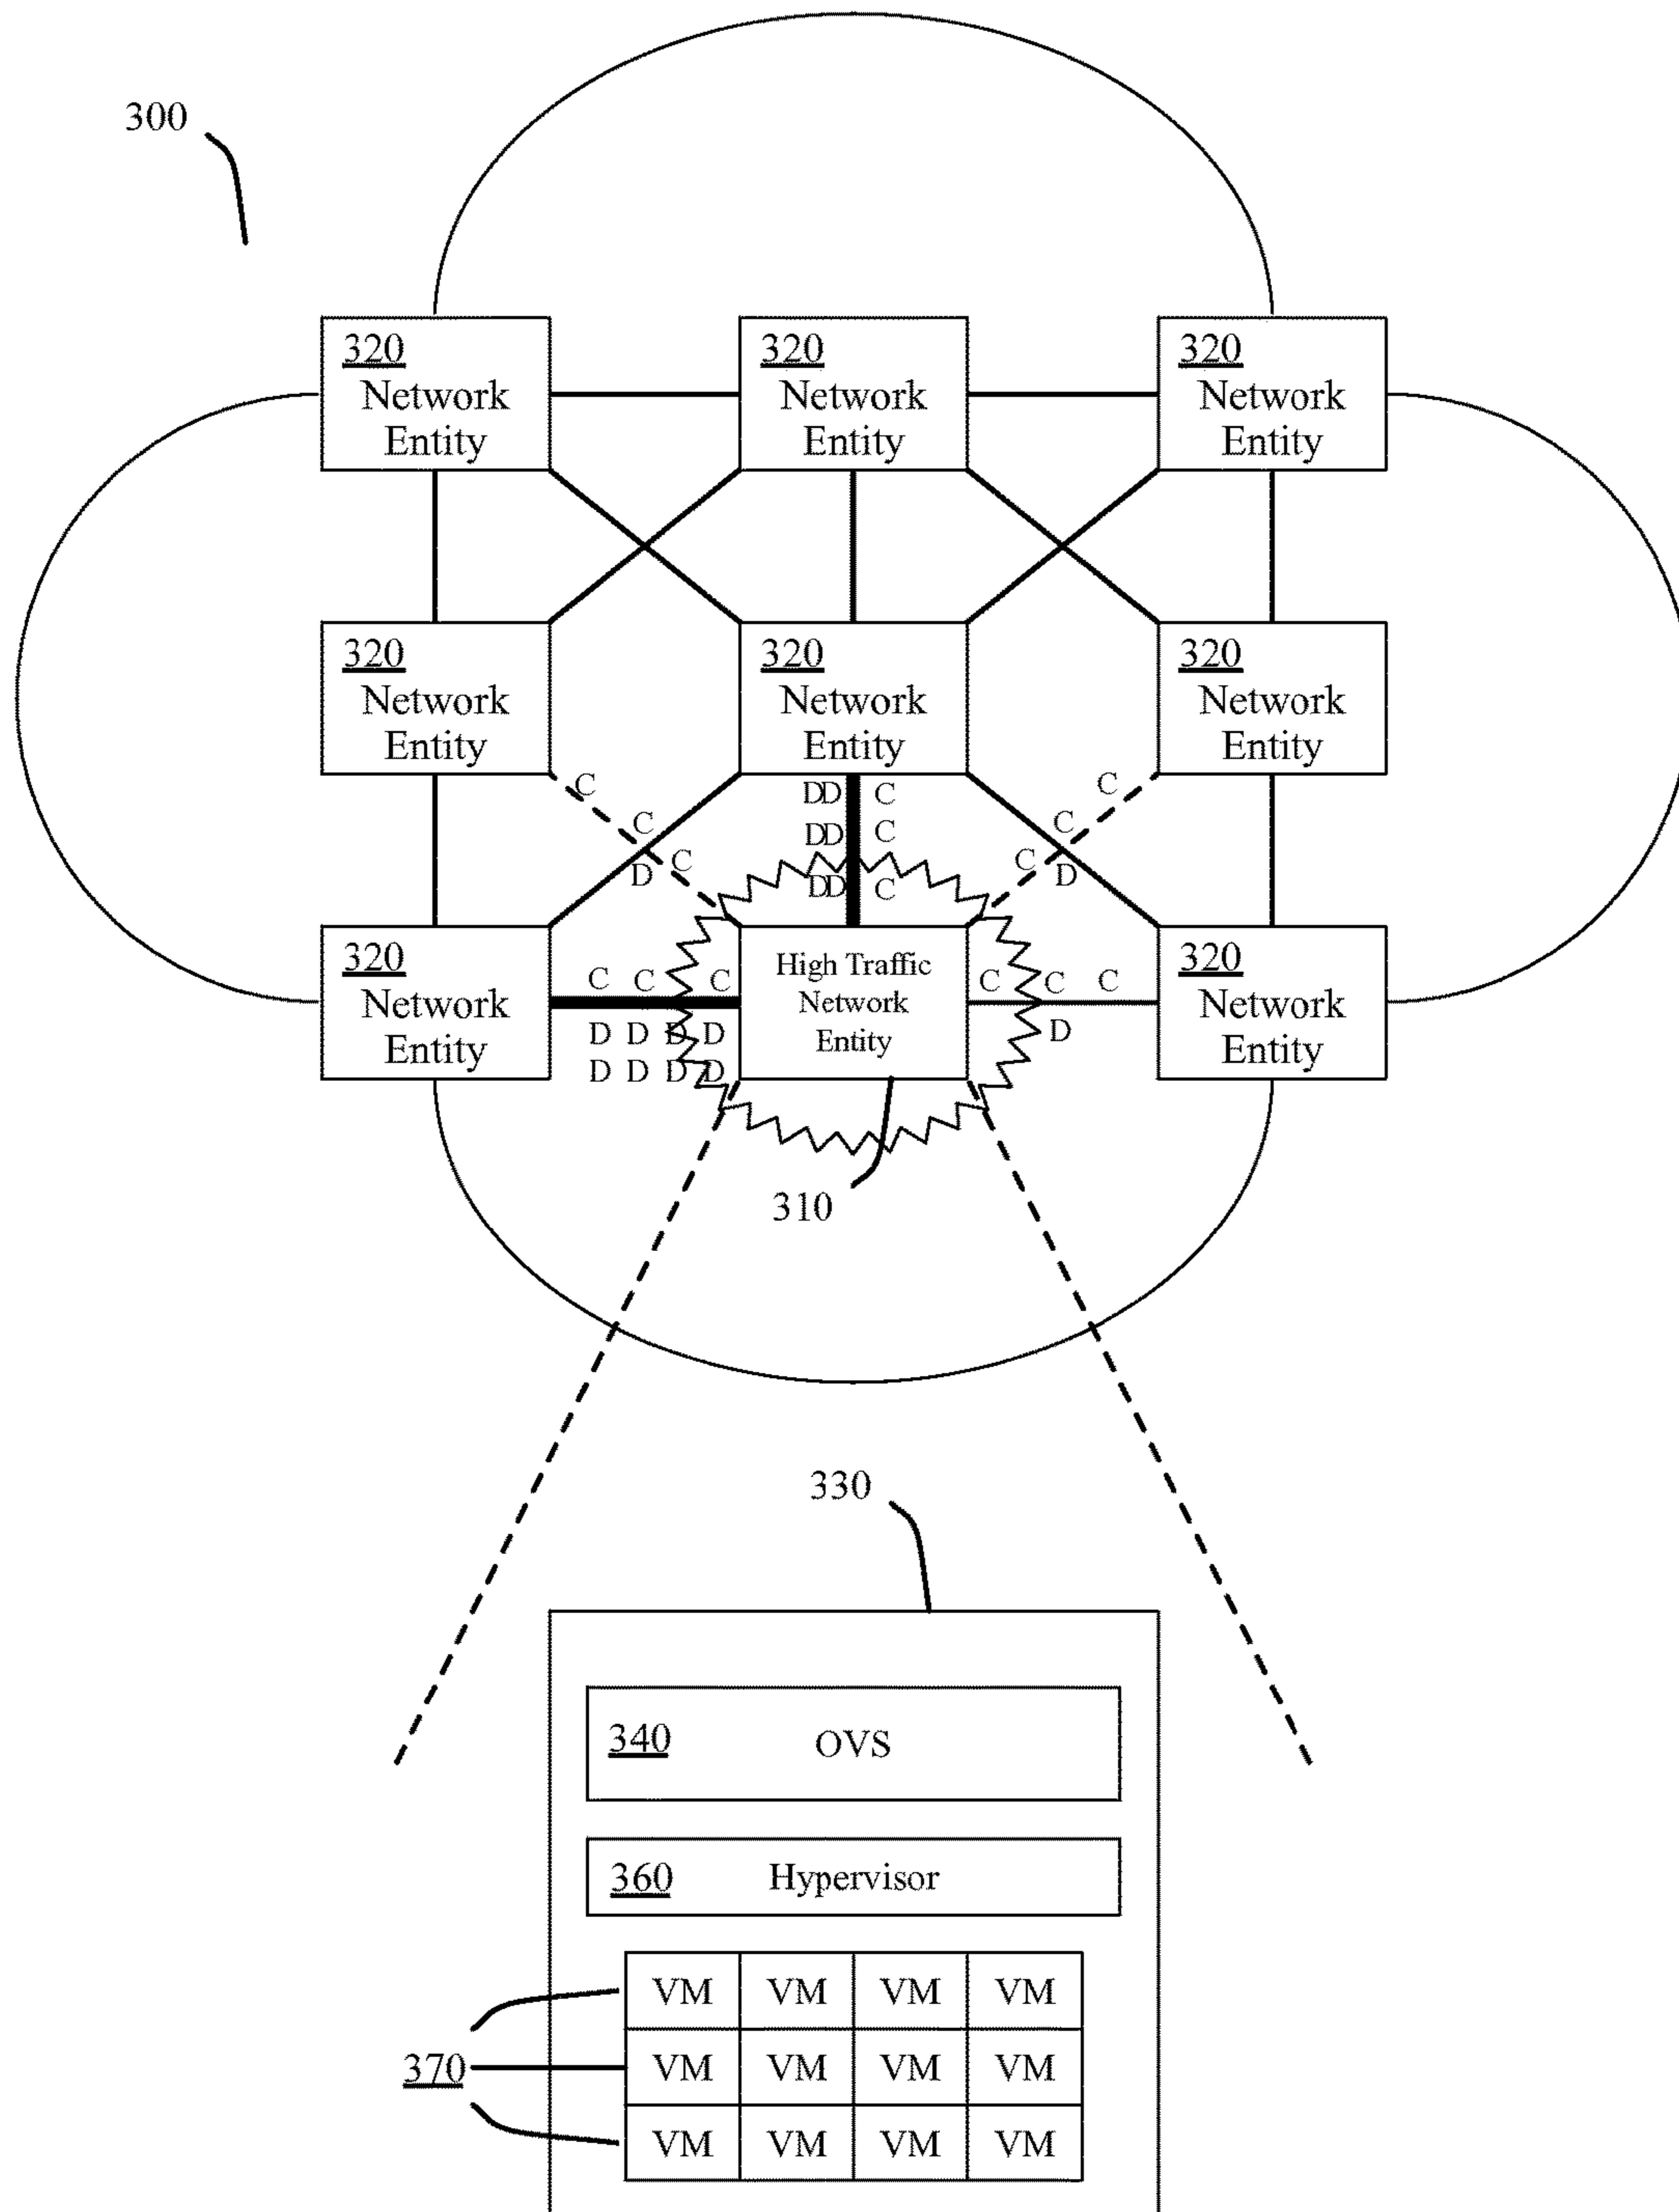 300
320 320 320
Network Network Network
Entity Entity Entity
320 320 320
Network Network Network
Entity Entity Entity
C DD C C
C DD C C
D C DD C C D
320 High Traffic 320
Network C C C Network C C C Network
Entity D D D D Entity D Entity
D D D D
310
330
340 OVS
360 Hypervisor
VM VM VM VM
370 VM VM VM VM
VM VM VM VM